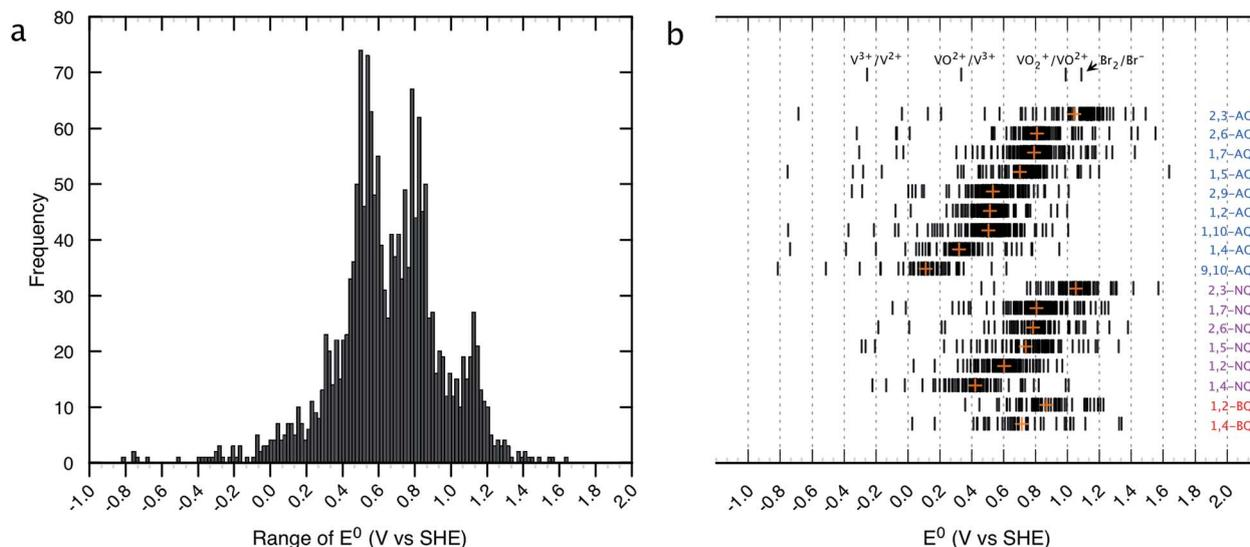 a
80
70
60
50
40
30
20
10
0
Frequency
-1.0 -0.8 -0.6 -0.4 -0.2 0.0 0.2 0.4 0.6 0.8 1.0 1.2 1.4 1.6 1.8 2.0
Range of E⁰ (V vs SHE)
b
V³⁺/V²⁺ VO²⁺/V³⁺ VO₂⁺/VO²⁺ Br₂/Br⁻
2,3-AQ
2,6-AQ
1,7-AQ
1,5-AQ
2,9-AQ
1,2-AQ
1,10-AQ
1,4-AQ
9,10-AQ
2,3-NQ
1,7-NQ
2,6-NQ
1,5-NQ
1,2-NQ
1,4-NQ
1,2-BQ
1,4-BQ
-1.0 -0.8 -0.6 -0.4 -0.2 0.0 0.2 0.4 0.6 0.8 1.0 1.2 1.4 1.6 1.8 2.0
E⁰ (V vs SHE)